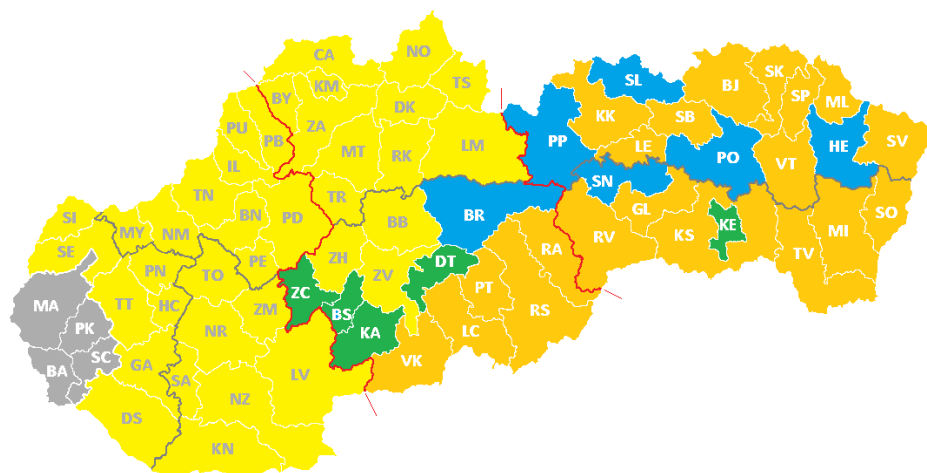 CA
NO
BY
KM
TS
DK
PU
PB
ZA
IL
MT
RK
LM
TN
BN
PD
TR
SI
MY
NM
SE
PE
BB
BR
PN
TO
ZH
ZV
DT
MA
TT
HC
ZM
ZC
BS
KA
PK
NR
SC
BA
GA
SA
LV
DS
NZ
KN
SL
BJ
SK
SP
ML
PP
KK
SB
LE
PO
VT
HE
SV
SN
GL
RV
KS
KE
TV
MI
SO
RA
PT
RS
LC
VK